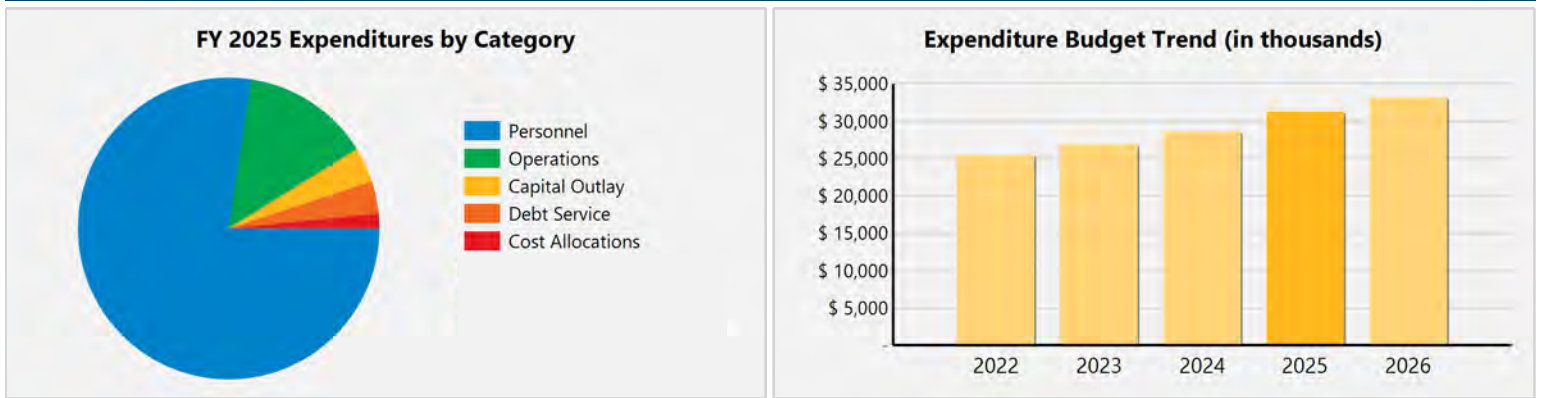 FY 2025 Expenditures by Category
Personnel
Operations
Capital Outlay
Debt Service
Cost Allocations
Expenditure Budget Trend (in thousands)
$ 35,000
$ 30,000
$ 25,000
$ 20,000
$ 15,000
$ 10,000
$ 5,000
-
2022 2023 2024 2025 2026